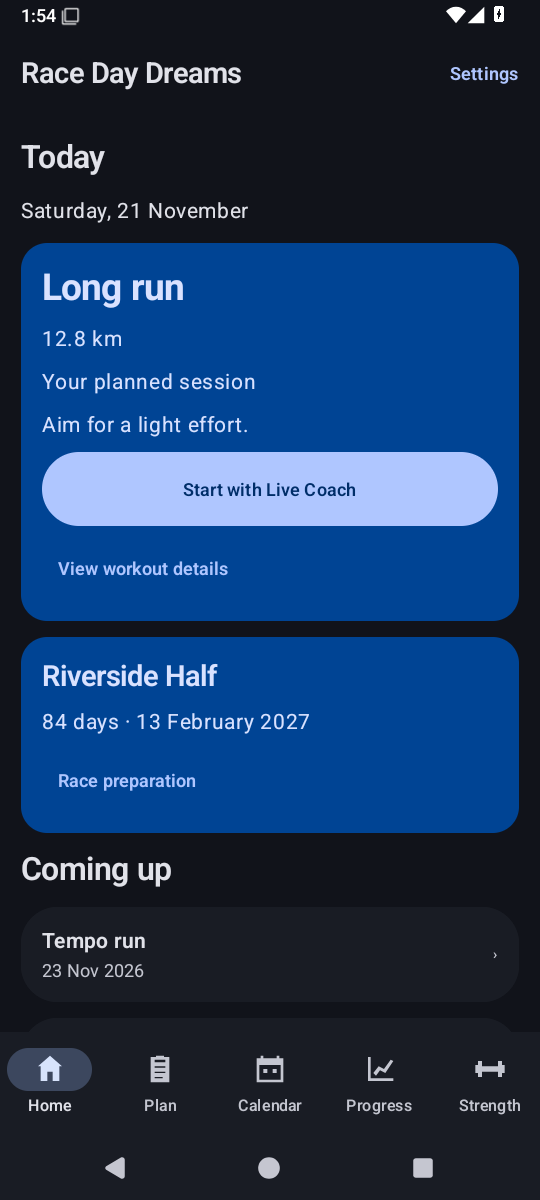 1:54
Race Day Dreams
Settings
Today
Saturday, 21 November
Long run
12.8 km
Your planned session
Aim for a light effort.
Start with Live Coach
View workout details
Riverside Half
84 days · 13 February 2027
Race preparation
Coming up
Tempo run
23 Nov 2026
Home
Plan
Calendar
Progress
Strength